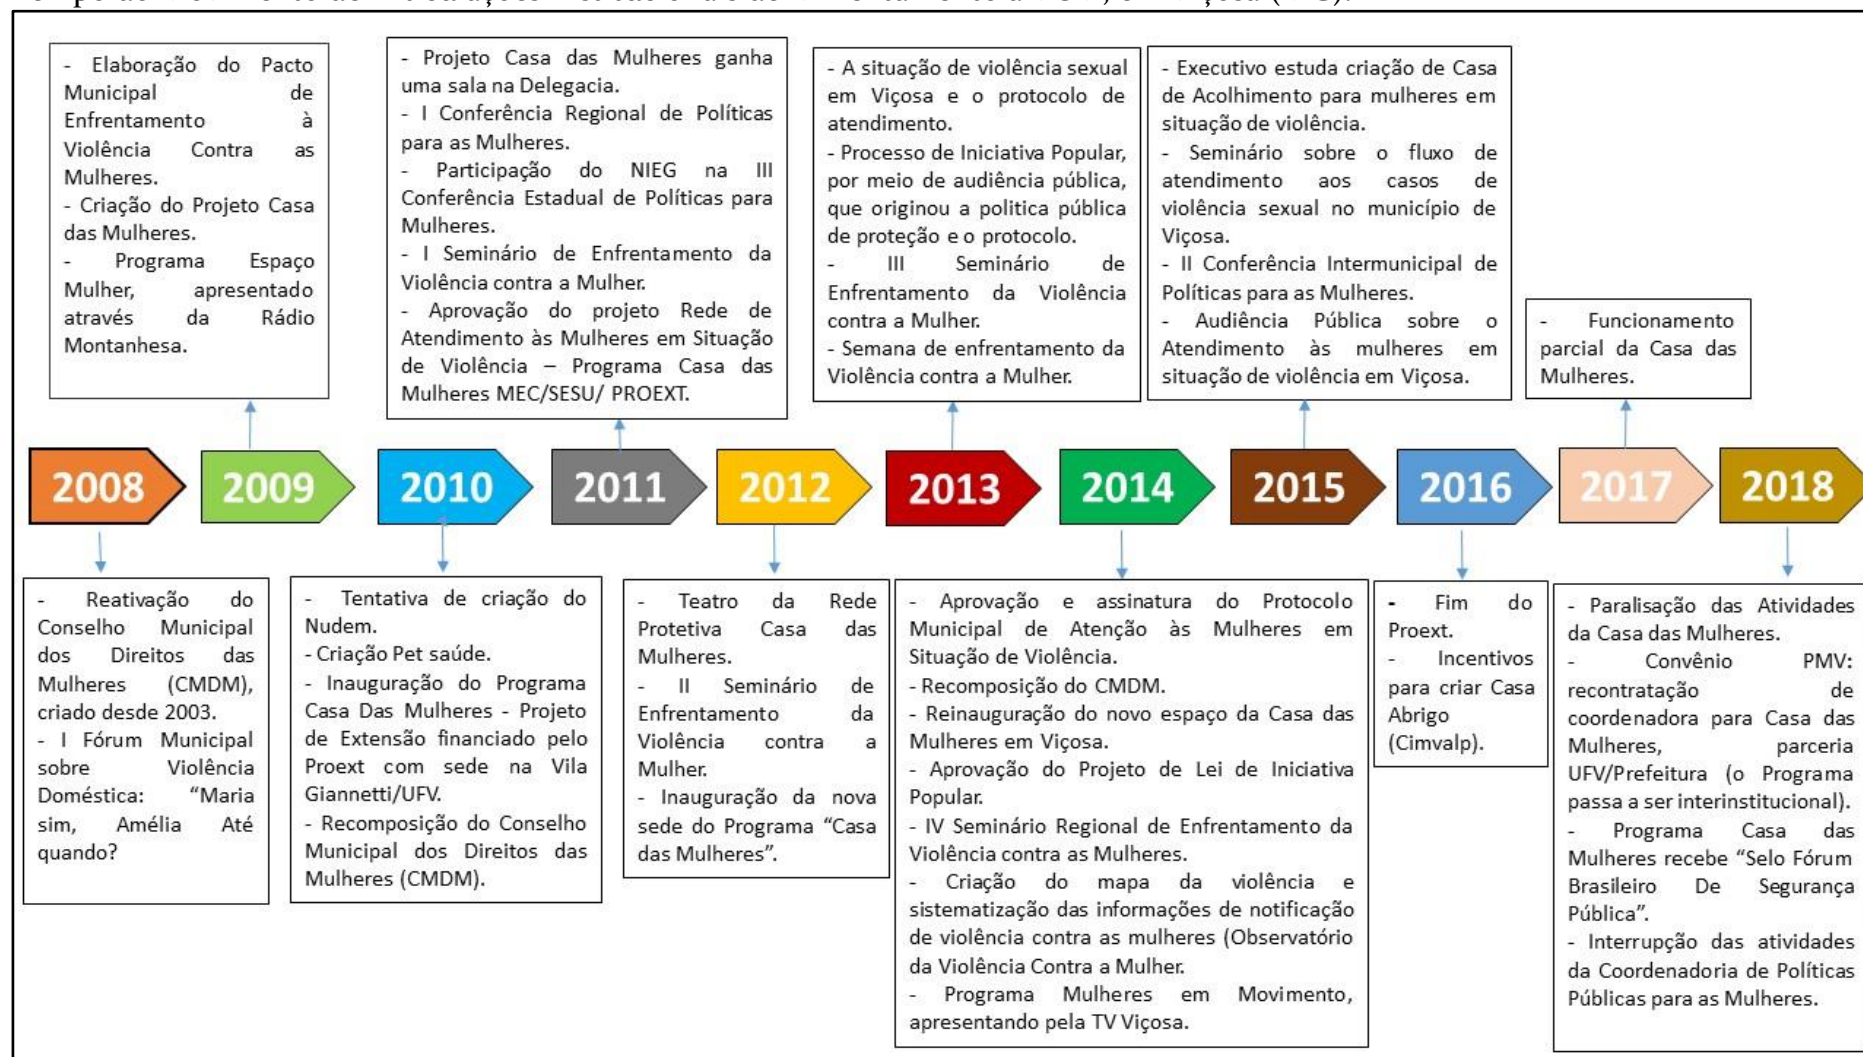 em Viçosa (MG).
- Elaboração do Pacto
Municipal de
Enfrentamento à
Violência Contra as
Mulheres.
- Criação do Projeto Casa
das Mulheres.
- Programa Espaço
Mulher, apresentado
através da Rádio
Montanhesa.
- Projeto Casa das Mulheres ganha
uma sala na Delegacia.
- I Conferência Regional de Políticas
para as Mulheres.
- Participação do NIEG na III
Conferência Estadual de Políticas para
Mulheres.
- I Seminário de Enfrentamento da
Violência contra a Mulher.
- Aprovação do projeto Rede de
Atendimento às Mulheres em Situação
de Violência – Programa Casa das
Mulheres MEC/SESU/ PROEXT.
- A situação de violência sexual
em Viçosa e o protocolo de
atendimento.
- Processo de Iniciativa Popular,
por meio de audiência pública,
que originou a politica pública
de proteção e o protocolo.
- III Seminário de
Enfrentamento da Violência
contra a Mulher.
- Semana de enfrentamento da
Violência contra a Mulher.
- Executivo estuda criação de Casa
de Acolhimento para mulheres em
situação de violência.
- Seminário sobre o fluxo de
atendimento aos casos de
violência sexual no município de
Viçosa.
- II Conferência Intermunicipal de
Políticas para as Mulheres.
- Audiência Pública sobre o
Atendimento às mulheres em
situação de violência em Viçosa.
- Funcionamento
parcial da Casa das
Mulheres.
2008 2009 2010 2011 2012 2013 2014 2015 2016 2017 2018
- Reativação do
Conselho Municipal
dos Direitos das
Mulheres (CMDM),
criado desde 2003.
- I Fórum Municipal
sobre Violência
Doméstica: “Maria
sim, Amélia Até
quando?
- Tentativa de criação do
Nudem.
- Criação Pet saúde.
- Inauguração do Programa
Casa Das Mulheres - Projeto
de Extensão financiado pelo
Proext com sede na Vila
Giannetti/UFV.
- Recomposição do Conselho
Municipal dos Direitos das
Mulheres (CMDM).
- Teatro da Rede
Protetiva Casa das
Mulheres.
- II Seminário de
Enfrentamento da
Violência contra a
Mulher.
- Inauguração da nova
sede do Programa “Casa
das Mulheres”.
- Aprovação e assinatura do Protocolo
Municipal de Atenção às Mulheres em
Situação de Violência.
- Recomposição do CMDM.
- Reinauguração do novo espaço da Casa das
Mulheres em Viçosa.
- Aprovação do Projeto de Lei de Iniciativa
Popular.
- IV Seminário Regional de Enfrentamento da
Violência contra as Mulheres.
- Criação do mapa da violência e
sistematização das informações de notificação
de violência contra as mulheres (Observatório
da Violência Contra a Mulher.
- Programa Mulheres em Movimento,
apresentando pela TV Viçosa.
- Fim do
Proext.
- Incentivos
para criar Casa
Abrigo
(Cimvalp).
- Paralisação das Atividades
da Casa das Mulheres.
- Convênio PMV:
recontratação de
coordenadora para Casa das
Mulheres, parceria
UFV/Prefeitura (o Programa
passa a ser interinstitucional).
- Programa Casa das
Mulheres recebe “Selo Fórum
Brasileiro De Segurança
Pública”.
- Interrupção das atividades
da Coordenadoria de Políticas
Públicas para as Mulheres.